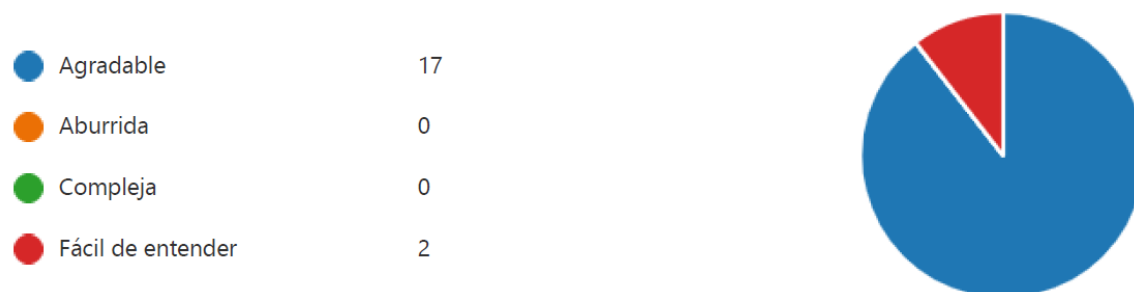 Agradable 17
Aburrida 0
Compleja 0
Fácil de entender 2